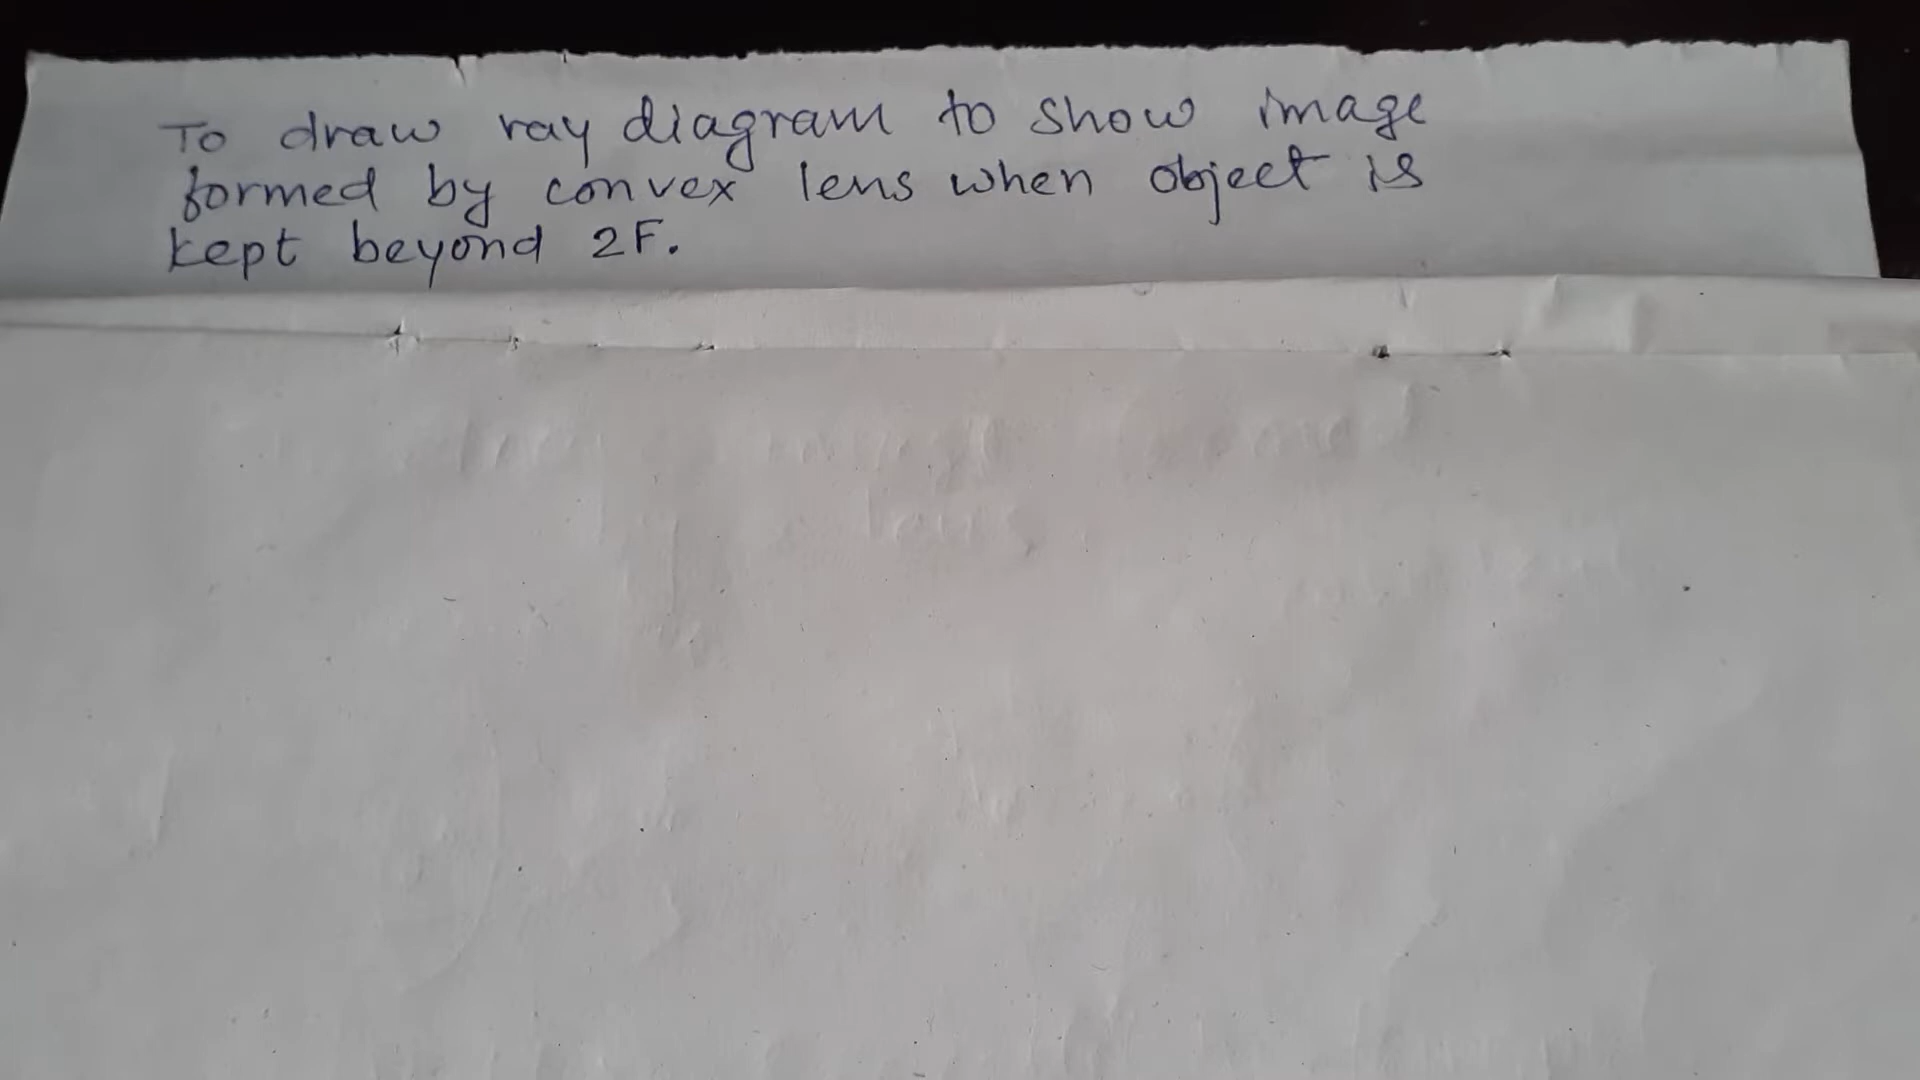 To draw ray diagram to show image
formed by convex lens when object is
kept beyond 2F.